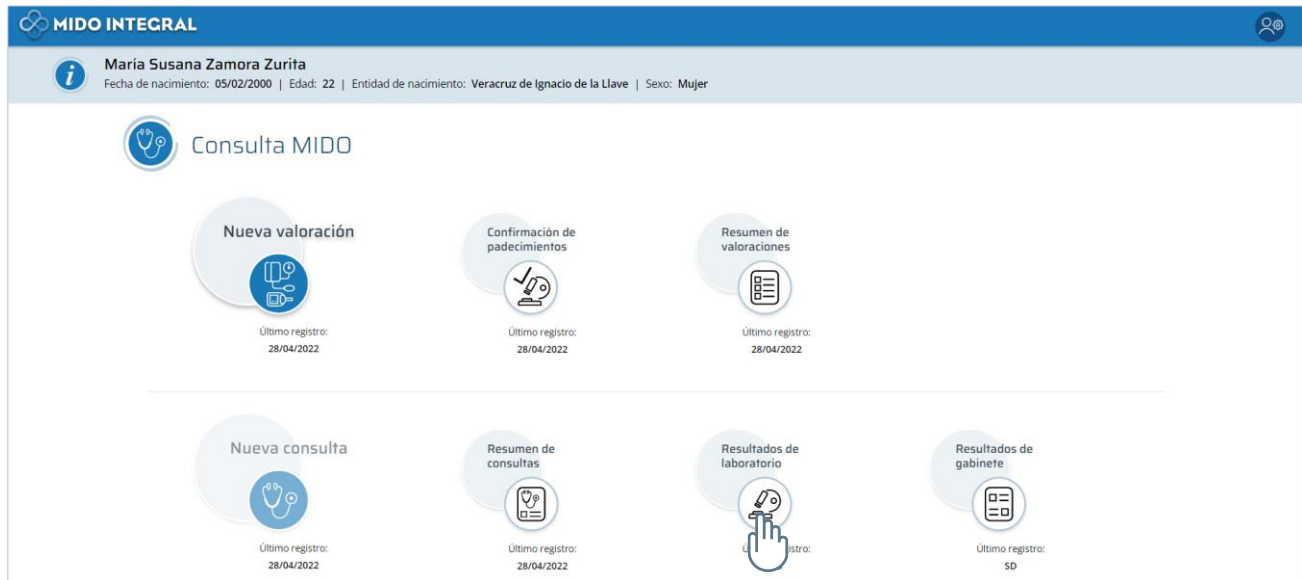 MIDO INTEGRAL
María Susana Zamora Zurita
Fecha de nacimiento: 05/02/2000 | Edad: 22 | Entidad de nacimiento: Veracruz de Ignacio de la Llave | Sexo: Mujer
Consulta MIDO
Nueva valoración
Último registro:
28/04/2022
Confirmación de
padecimientos
Último registro:
28/04/2022
Resumen de
valoraciones
Último registro:
28/04/2022
Nueva consulta
Último registro:
28/04/2022
Resumen de
consultas
Último registro:
28/04/2022
Resultados de
laboratorio
Resultados de
gabinete
Último registro:
SD